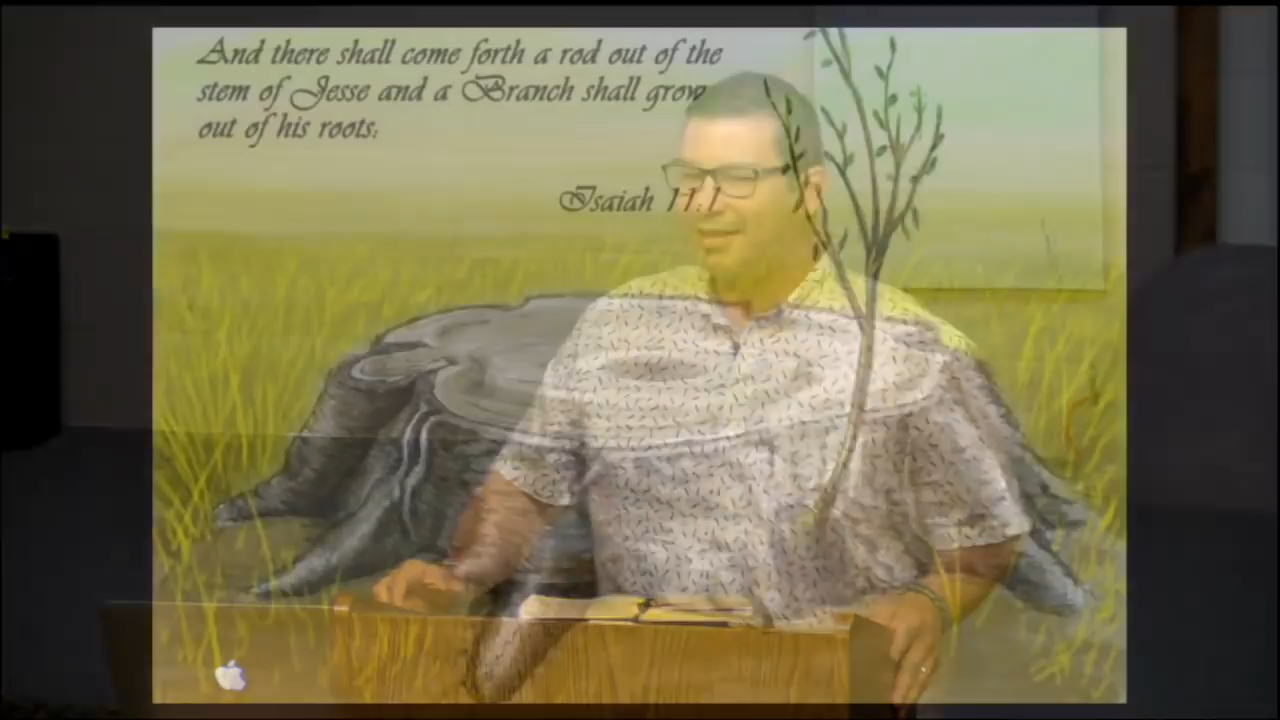 And there shall come forth a rod out of the
stem of Jesse and a Branch shall grow
out of his roots:
Isaiah 11:1